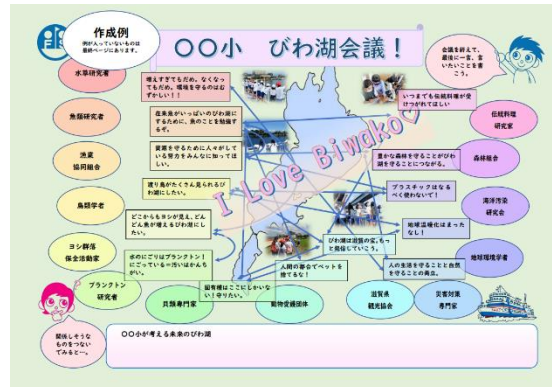 作成例
例が入っていないものは
最終ページにあります。
〇〇小　びわ湖会議！
会議を終えて、
最後に一言、言
いたいことを書
こう。
水草研究者
増えすぎてもだめ。なくなっ
てもだめ。環境を守るのはむ
ずかしい！！
いつまでも伝統料理が受
けつがれてほしい
魚類研究者
在来魚がいっぱいのびわ湖に
するために、魚のことを勉強す
るぞ。
伝統料理
研究家
漁業
協同組合
資源を守るために人々がして
いる努力をみんなに知ってほ
しい。
豊かな森林を守ることがびわ
湖を守ることにつながる。
森林組合
I Love Biwako♡
鳥類学者
渡り鳥がたくさん見られるび
わ湖にしたい。
プラスチックはなる
べく使わないで！
海洋汚染
研究会
どこからもヨシが見え、どん
どん魚が増えるびわ湖にし
たい。
地球温暖化はまった
なし！
ヨシ群落
保全活動家
びわ湖は滋賀の宝。もっ
と発信していこう。
地球環境学者
水のにごりはプランクトン！
にごっている＝汚いはかんち
がい。
人間の都合でペットを
捨てるな！
人の生活を守ることと自然
を守ることの両立。
プランクトン
研究者
固有種はここにしかいな
い！守りたい。
貝類専門家
動物愛護団体
滋賀県
観光協会
災害対策
専門家
関係しそうな
ものをつない
でみると…。
〇〇小が考える未来のびわ湖